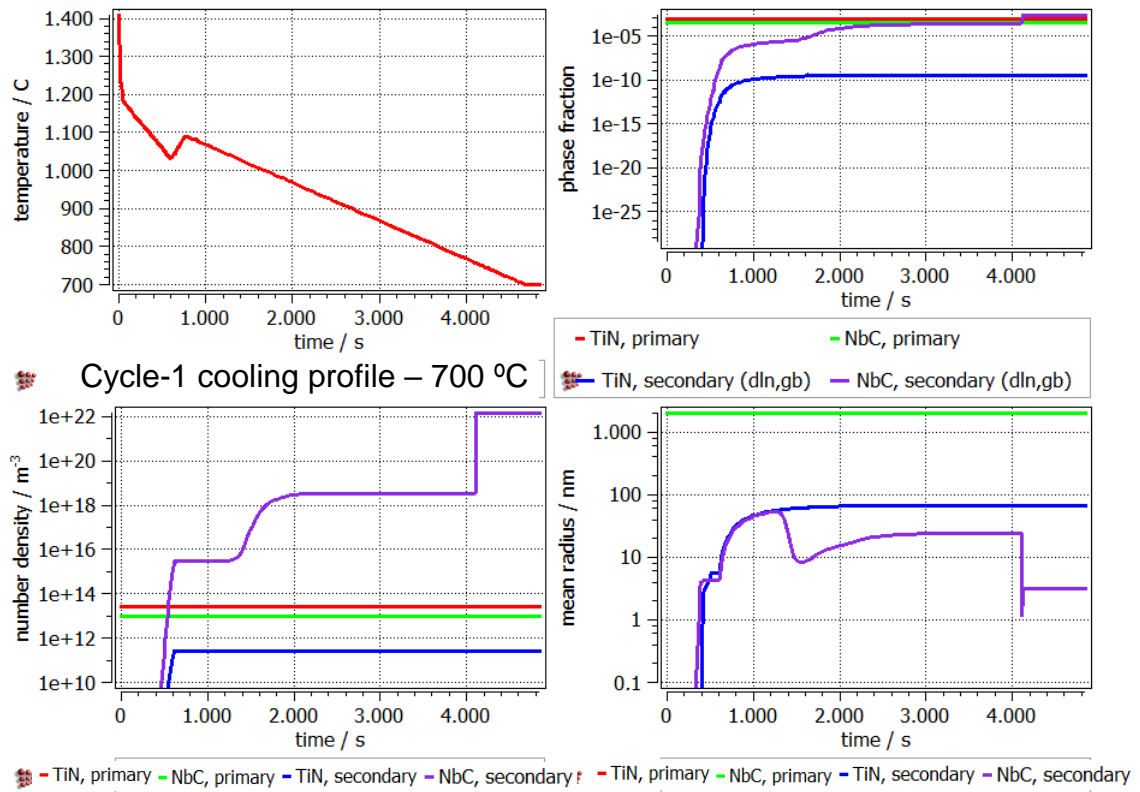 temperature / C
1.400
1.300
1.200
1.100
1.000
900
800
700
0 1.000 2.000 3.000 4.000
time / s
phase fraction
1e-05
1e-10
1e-15
1e-20
1e-25
0 1.000 2.000 3.000 4.000
time / s
TiN, primary NbC, primary
TiN, secondary (dln,gb) NbC, secondary (dln,gb)
Cycle-1 cooling profile – 700 ºC
number density / m-³
1e+22
1e+20
1e+18
1e+16
1e+14
1e+12
1e+10
0 1.000 2.000 3.000 4.000
time / s
TiN, primary NbC, primary TiN, secondary NbC, secondary
mean radius / nm
1.000
100
10
1
0.1
0 1.000 2.000 3.000 4.000
time / s
TiN, primary NbC, primary TiN, secondary NbC, secondary